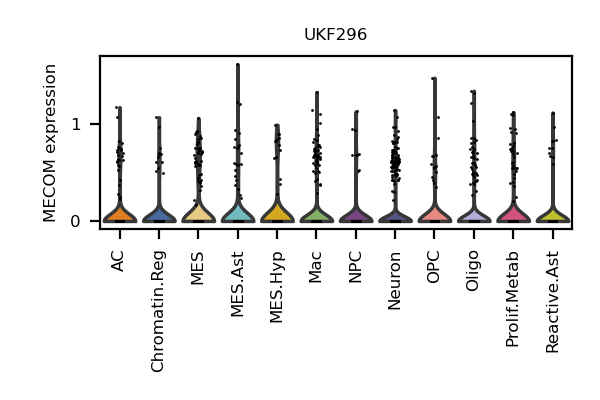 UKF296
MECOM expression
1
0
AC
Chromatin.Reg
MES
MES.Ast
MES.Hyp
Mac
NPC
Neuron
OPC
Oligo
Prolif.Metab
Reactive.Ast